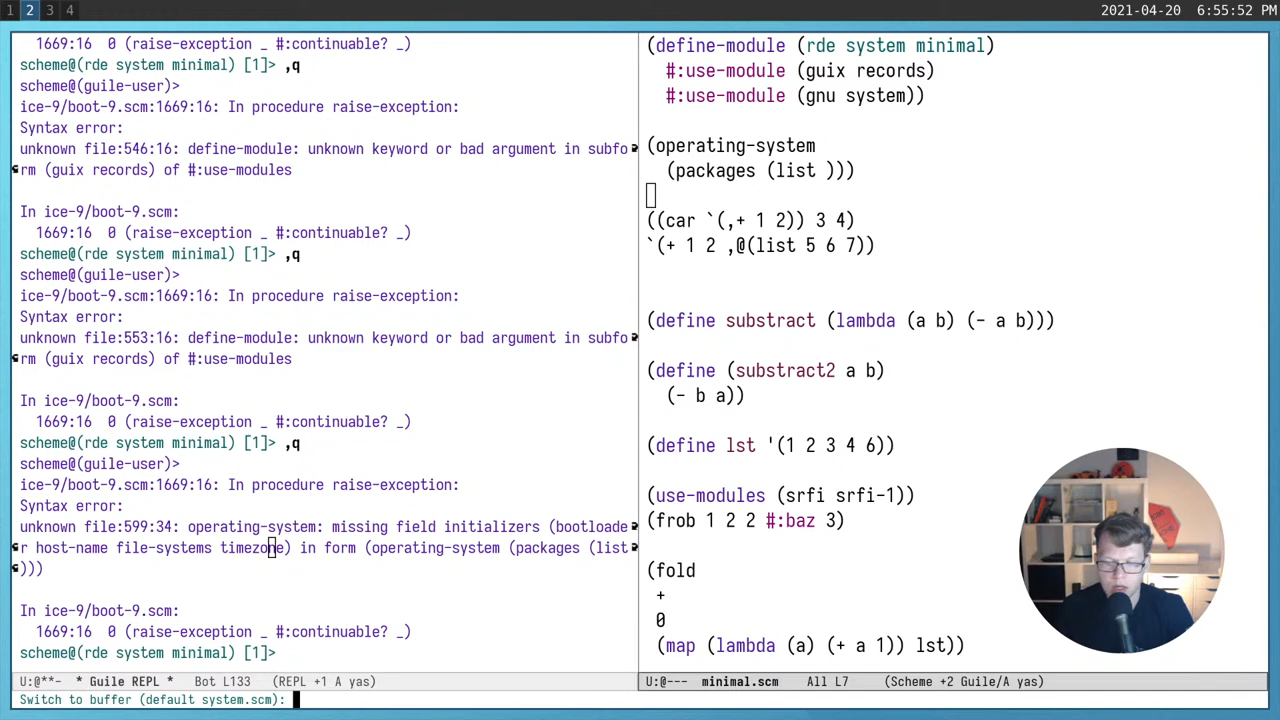 1 2 3 4 2021-04-20 6:55:52 PM
1669:16 0 (raise-exception _ #:continuable? _)
scheme@(rde system minimal) [1]> ,q
scheme@(guile-user)>
ice-9/boot-9.scm:1669:16: In procedure raise-exception:
Syntax error:
unknown file:546:16: define-module: unknown keyword or bad argument in subfo
rm (guix records) of #:use-modules
In ice-9/boot-9.scm:
1669:16 0 (raise-exception _ #:continuable? _)
scheme@(rde system minimal) [1]> ,q
scheme@(guile-user)>
ice-9/boot-9.scm:1669:16: In procedure raise-exception:
Syntax error:
unknown file:553:16: define-module: unknown keyword or bad argument in subfo
rm (guix records) of #:use-modules
In ice-9/boot-9.scm:
1669:16 0 (raise-exception _ #:continuable? _)
scheme@(rde system minimal) [1]> ,q
scheme@(guile-user)>
ice-9/boot-9.scm:1669:16: In procedure raise-exception:
Syntax error:
unknown file:599:34: operating-system: missing field initializers (bootloade
r host-name file-systems timezone) in form (operating-system (packages (list
)))
In ice-9/boot-9.scm:
1669:16 0 (raise-exception _ #:continuable? _)
scheme@(rde system minimal) [1]>
U:@**- * Guile REPL * Bot L133 (REPL +1 A yas)
Switch to buffer (default system.scm):
(define-module (rde system minimal)
#:use-module (guix records)
#:use-module (gnu system))
(operating-system
(packages (list )))
((car `(,+ 1 2)) 3 4)
`(+ 1 2 ,@(list 5 6 7))
(define substract (lambda (a b) (- a b)))
(define (substract2 a b)
(- b a))
(define lst '(1 2 3 4 6))
(use-modules (srfi srfi-1))
(frob 1 2 2 #:baz 3)
(fold
+
0
(map (lambda (a) (+ a 1)) lst))
U:@--- minimal.scm All L7 (Scheme +2 Guile/A yas)